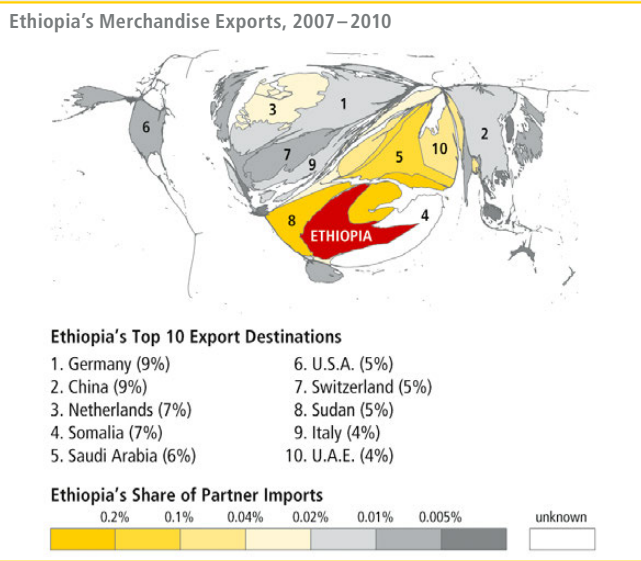 Ethiopia's Merchandise Exports, 2007–2010
3
1
6
7
9
5
10
2
8
4
ETHIOPIA
Ethiopia's Top 10 Export Destinations
1. Germany (9%)
2. China (9%)
3. Netherlands (7%)
4. Somalia (7%)
5. Saudi Arabia (6%)
6. U.S.A. (5%)
7. Switzerland (5%)
8. Sudan (5%)
9. Italy (4%)
10. U.A.E. (4%)
Ethiopia's Share of Partner Imports
0.2% 0.1% 0.04% 0.02% 0.01% 0.005% unknown